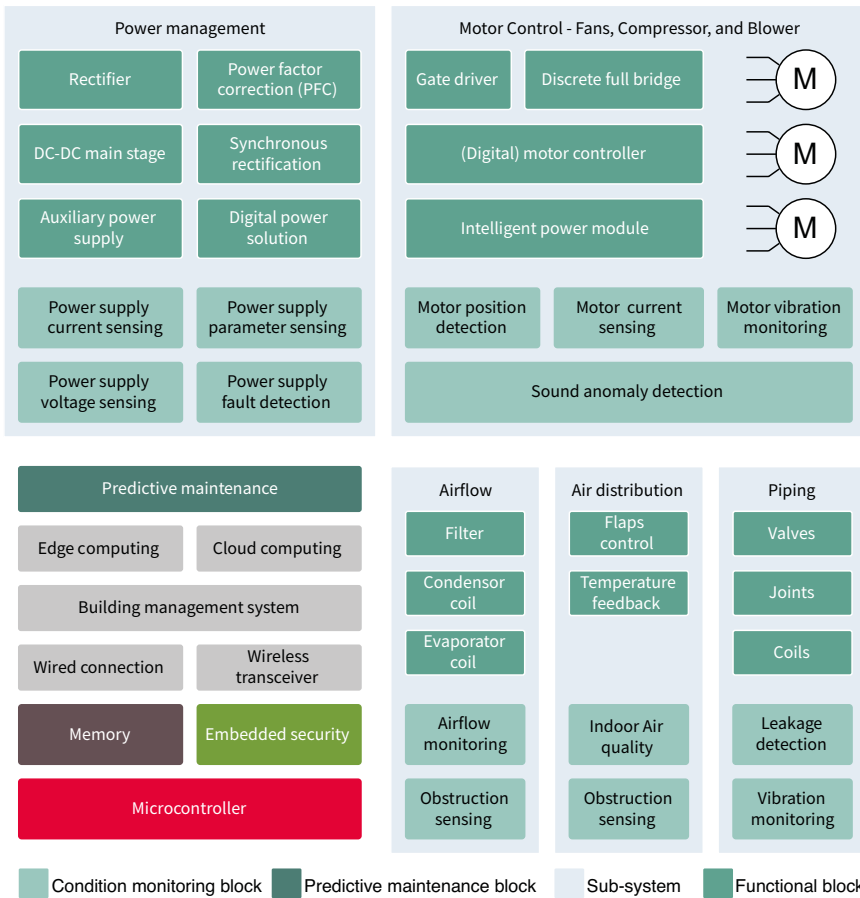 Power management
Rectifier
Power factor
correction (PFC)
DC-DC main stage
Synchronous
rectification
Auxiliary power
supply
Digital power
solution
Power supply
current sensing
Power supply
parameter sensing
Power supply
voltage sensing
Power supply
fault detection
Motor Control - Fans, Compressor, and Blower
Gate driver
Discrete full bridge
M
(Digital) motor controller
M
Intelligent power module
M
Motor position
detection
Motor current
sensing
Motor vibration
monitoring
Sound anomaly detection
Predictive maintenance
Edge computing
Cloud computing
Building management system
Wired connection
Wireless
transceiver
Memory
Embedded security
Microcontroller
Airflow
Filter
Condensor
coil
Evaporator
coil
Airflow
monitoring
Obstruction
sensing
Air distribution
Flaps
control
Temperature
feedback
Indoor Air
quality
Obstruction
sensing
Piping
Valves
Joints
Coils
Leakage
detection
Vibration
monitoring
Condition monitoring block
Predictive maintenance block
Sub-system
Functional block